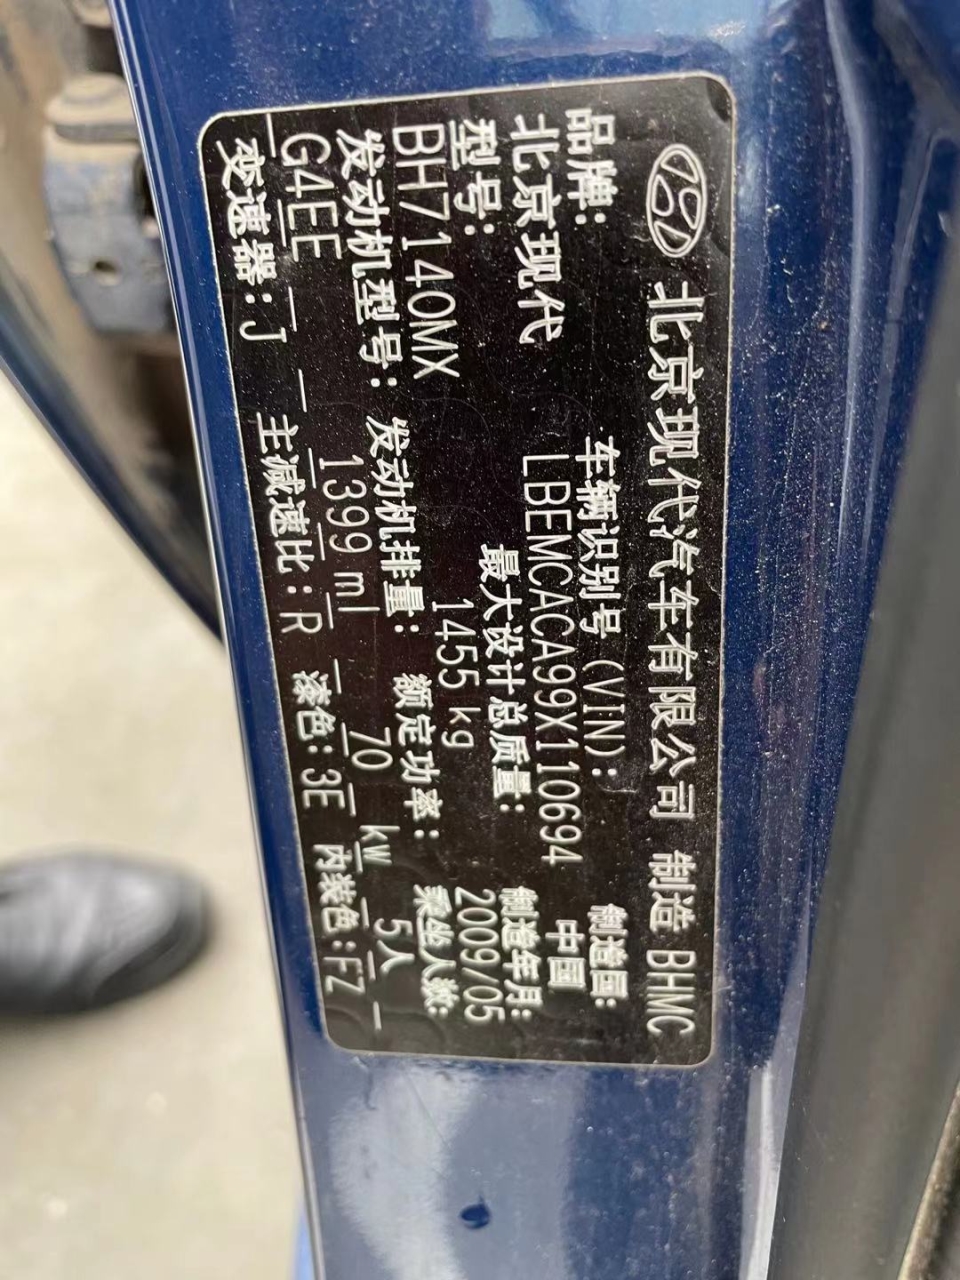 北京现代汽车有限公司 制造 BHMC
品牌: 车辆识别号 (VIN): 制造国:
北京现代 LBEMCACA99X110694 中国
型号: 最大设计总质量: 制造年月:
BH7140MX 1455 kg 2009/05
发动机型号: 发动机排量: 额定功率: 乘坐人数:
G4EE 1399 ml 70 kW 5人
变速器: J 主减速比: R 漆色: 3E 内装色: FZ